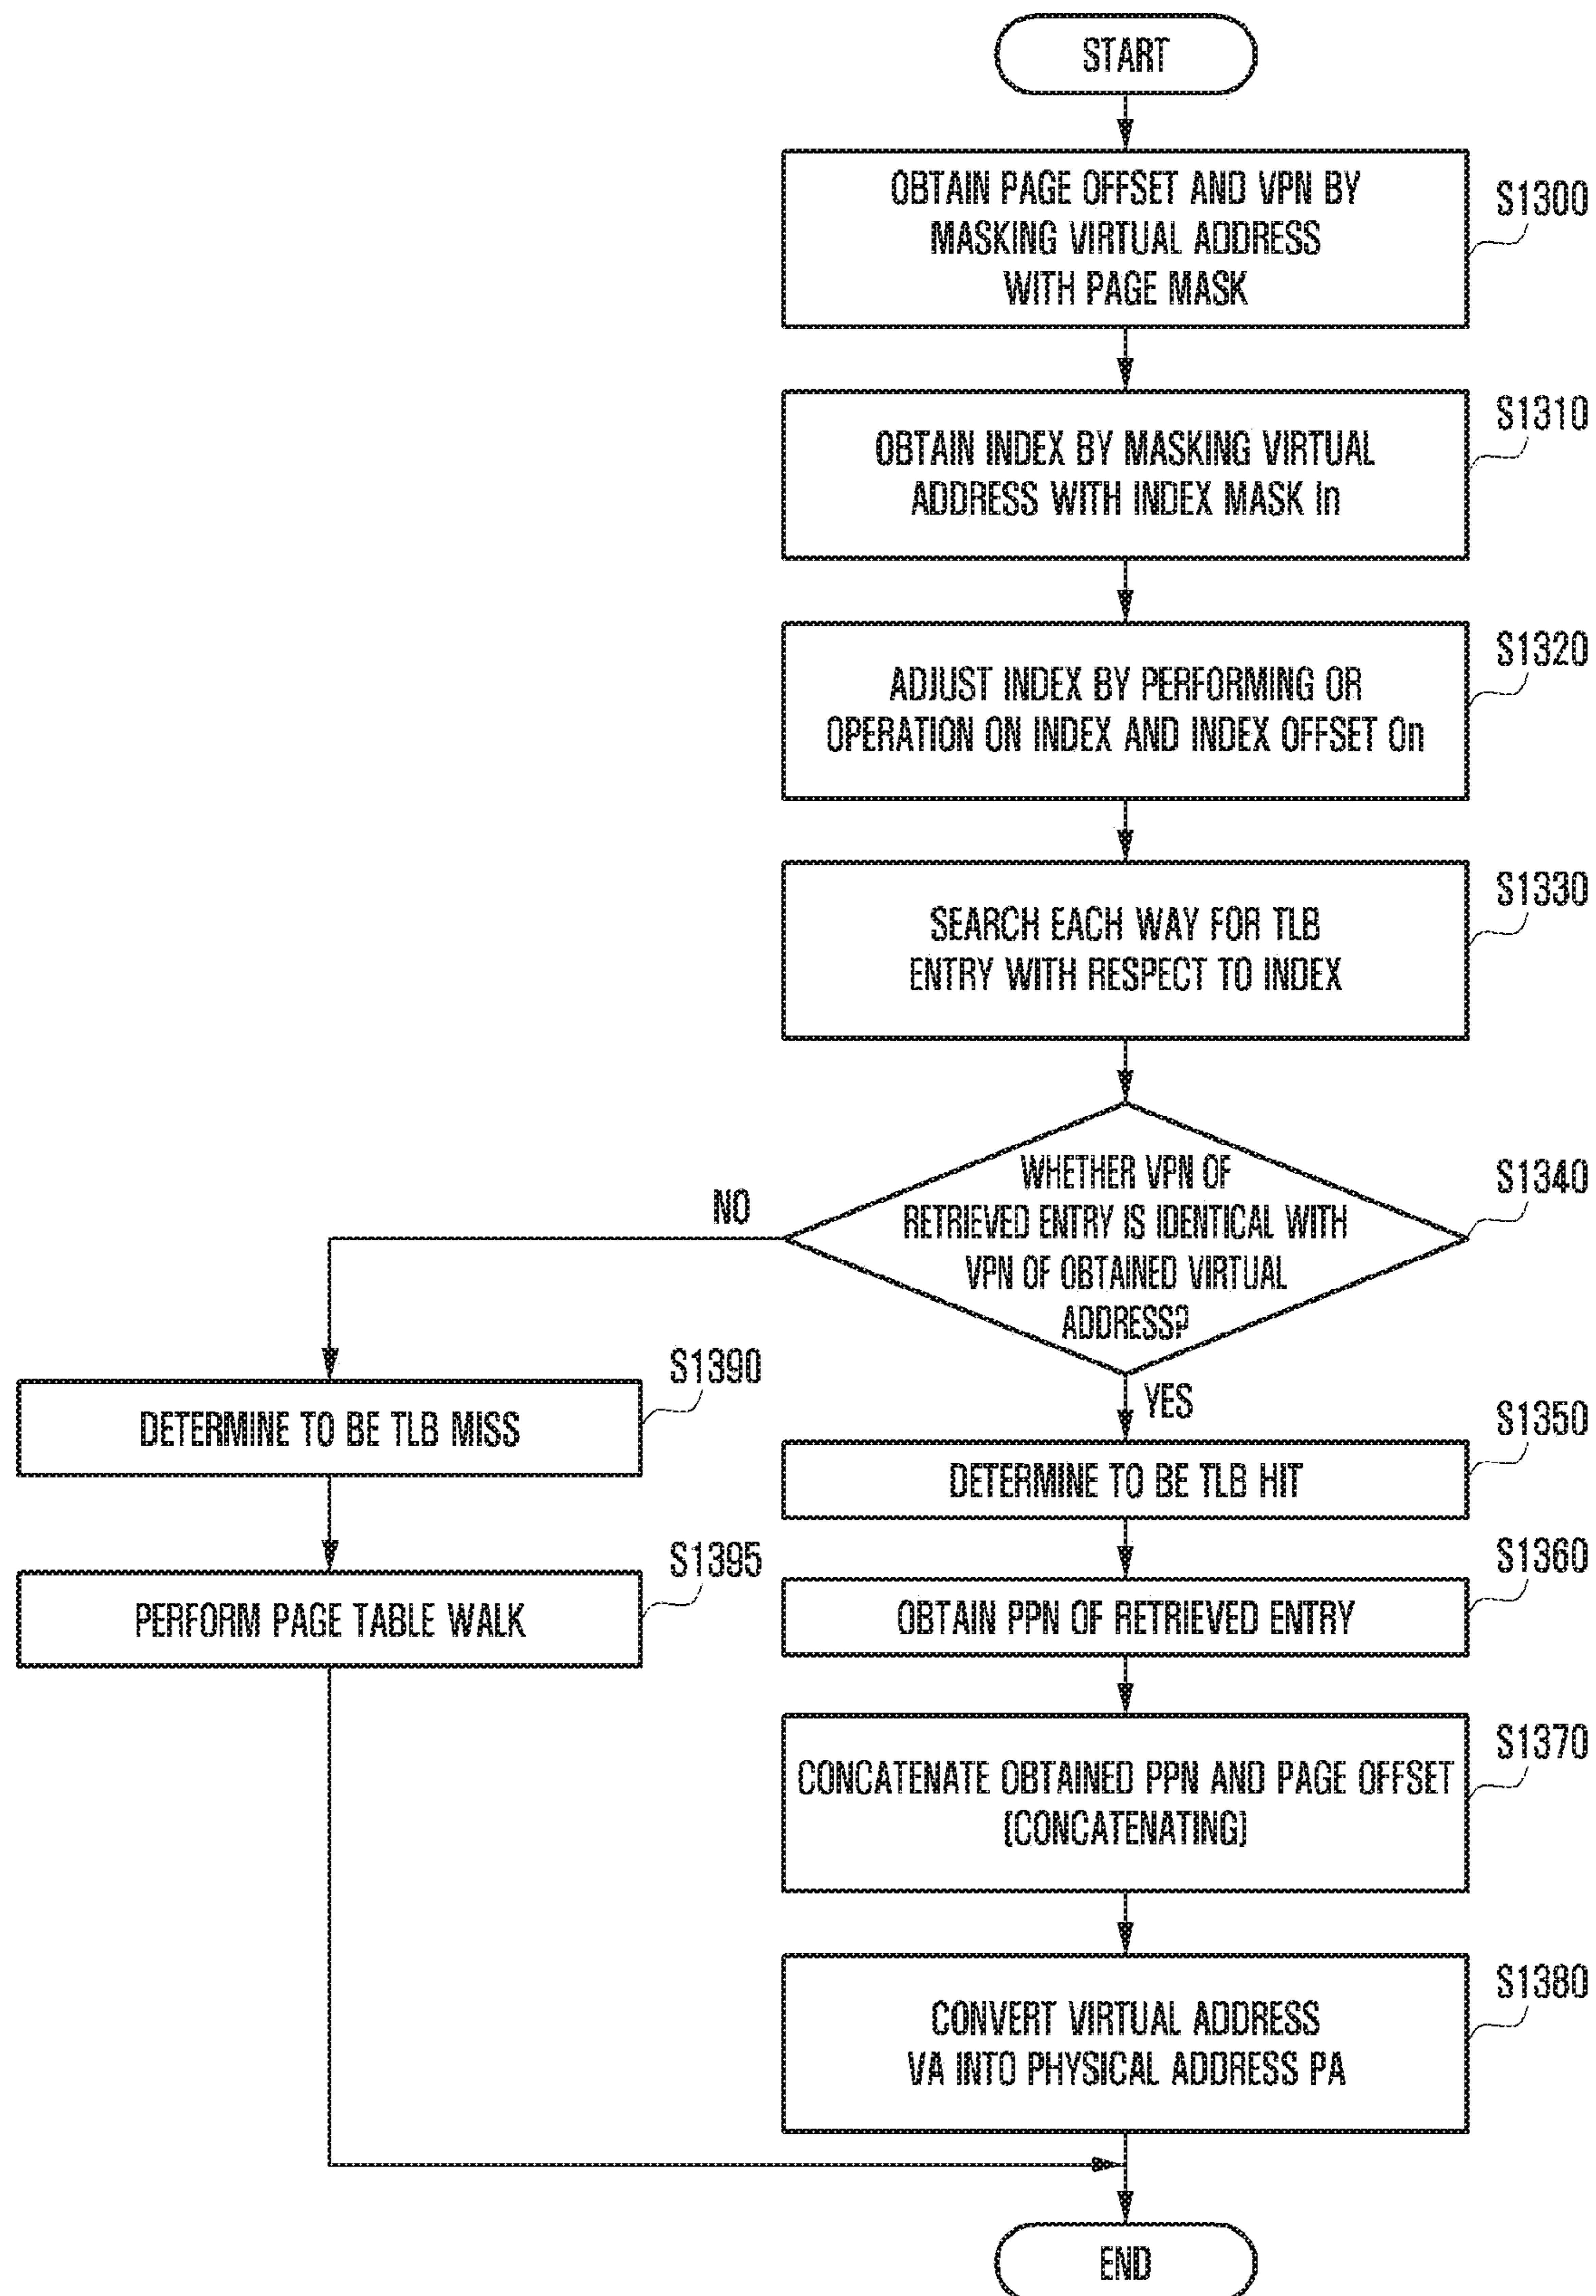 START
OBTAIN PAGE OFFSET AND VPN BY
MASKING VIRTUAL ADDRESS
WITH PAGE MASK
S1300
OBTAIN INDEX BY MASKING VIRTUAL
ADDRESS WITH INDEX MASK In
S1310
ADJUST INDEX BY PERFORMING OR
OPERATION ON INDEX AND INDEX OFFSET On
S1320
SEARCH EACH WAY FOR TLB
ENTRY WITH RESPECT TO INDEX
S1330
WHETHER VPN OF
RETRIEVED ENTRY IS IDENTICAL WITH
VPN OF OBTAINED VIRTUAL
ADDRESS?
S1340
NO
YES
S1390
DETERMINE TO BE TLB MISS
S1395
PERFORM PAGE TABLE WALK
DETERMINE TO BE TLB HIT
S1350
OBTAIN PPN OF RETRIEVED ENTRY
S1360
CONCATENATE OBTAINED PPN AND PAGE OFFSET
(CONCATENATING)
S1370
CONVERT VIRTUAL ADDRESS
VA INTO PHYSICAL ADDRESS PA
S1380
END